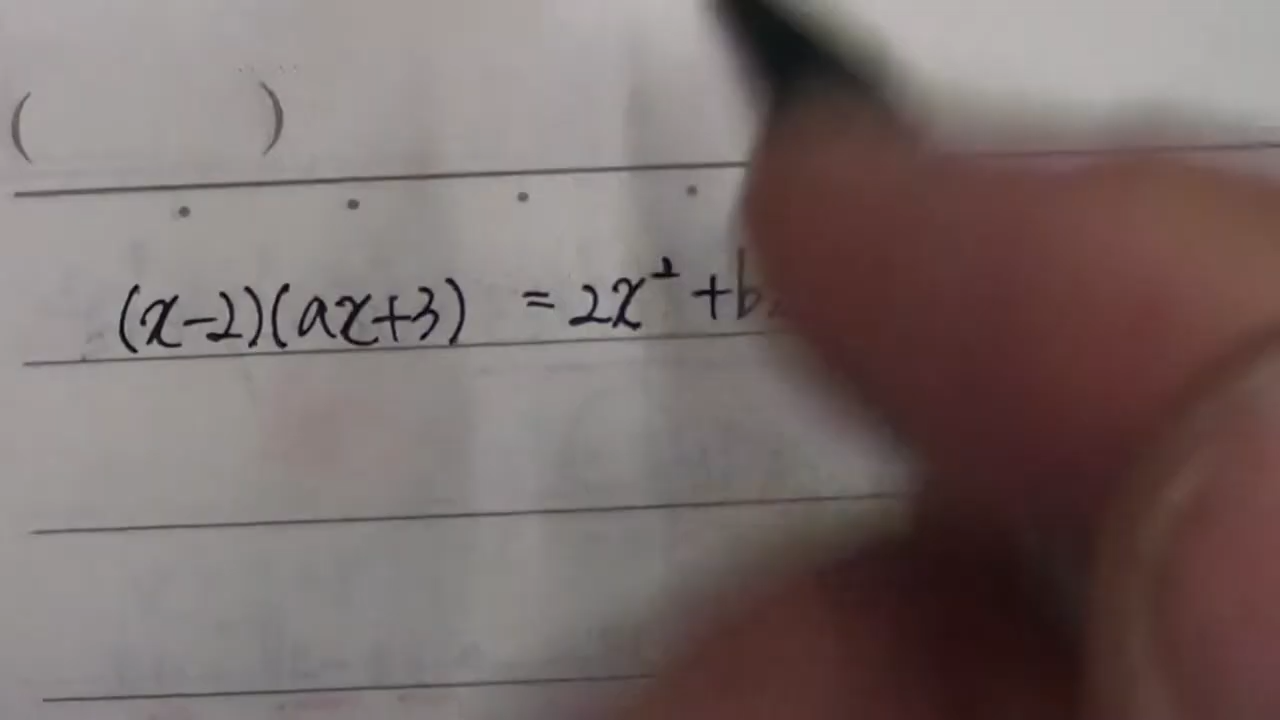 ( )
(x-2)(ax+3) = 2x² + b